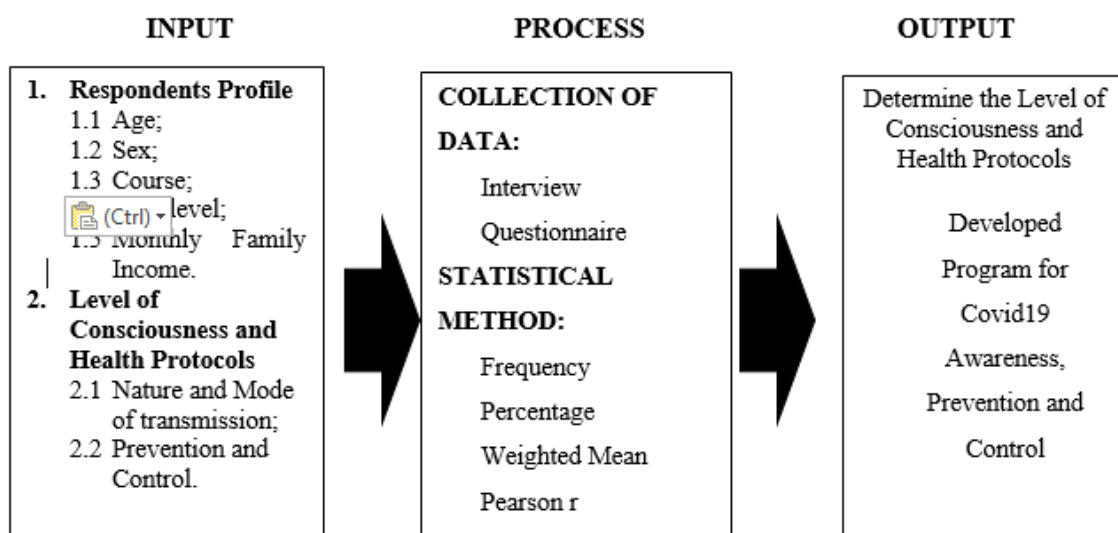 INPUT
1. Respondents Profile
1.1 Age;
1.2 Sex;
1.3 Course;
level;
(Ctrl)
1.5 Monthly Family
Income.
2. Level of
Consciousness and
Health Protocols
2.1 Nature and Mode
of transmission;
2.2 Prevention and
Control.
PROCESS
COLLECTION OF
DATA:
Interview
Questionnaire
STATISTICAL
METHOD:
Frequency
Percentage
Weighted Mean
Pearson r
OUTPUT
Determine the Level of
Consciousness and
Health Protocols
Developed
Program for
Covid19
Awareness,
Prevention and
Control